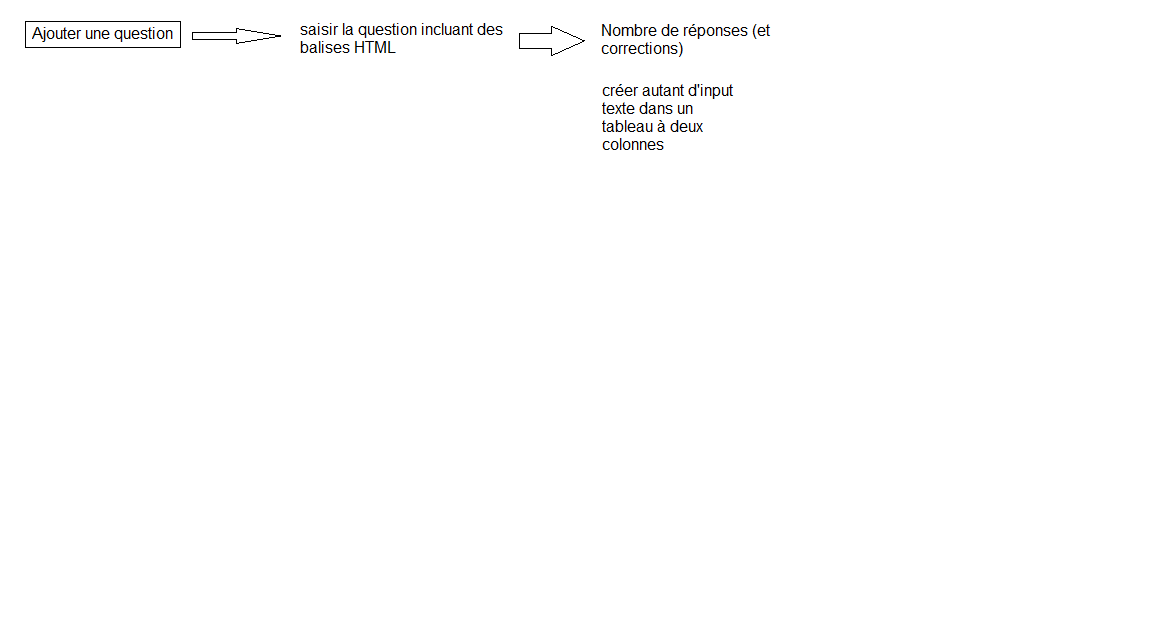 Ajouter une question
saisir la question incluant des
balises HTML
Nombre de réponses (et
corrections)
créer autant d'input
texte dans un
tableau à deux
colonnes